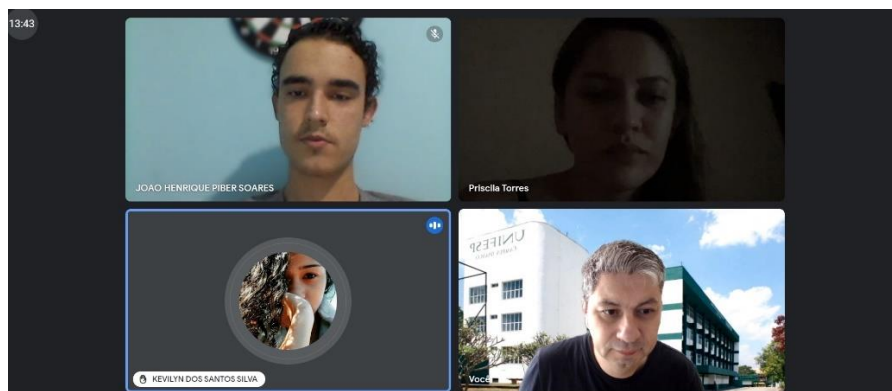 13:43
JOAO HENRIQUE PIBER SOARES
Priscila Torres
UNIFESP
KEVILYN DOS SANTOS SILVA
Você